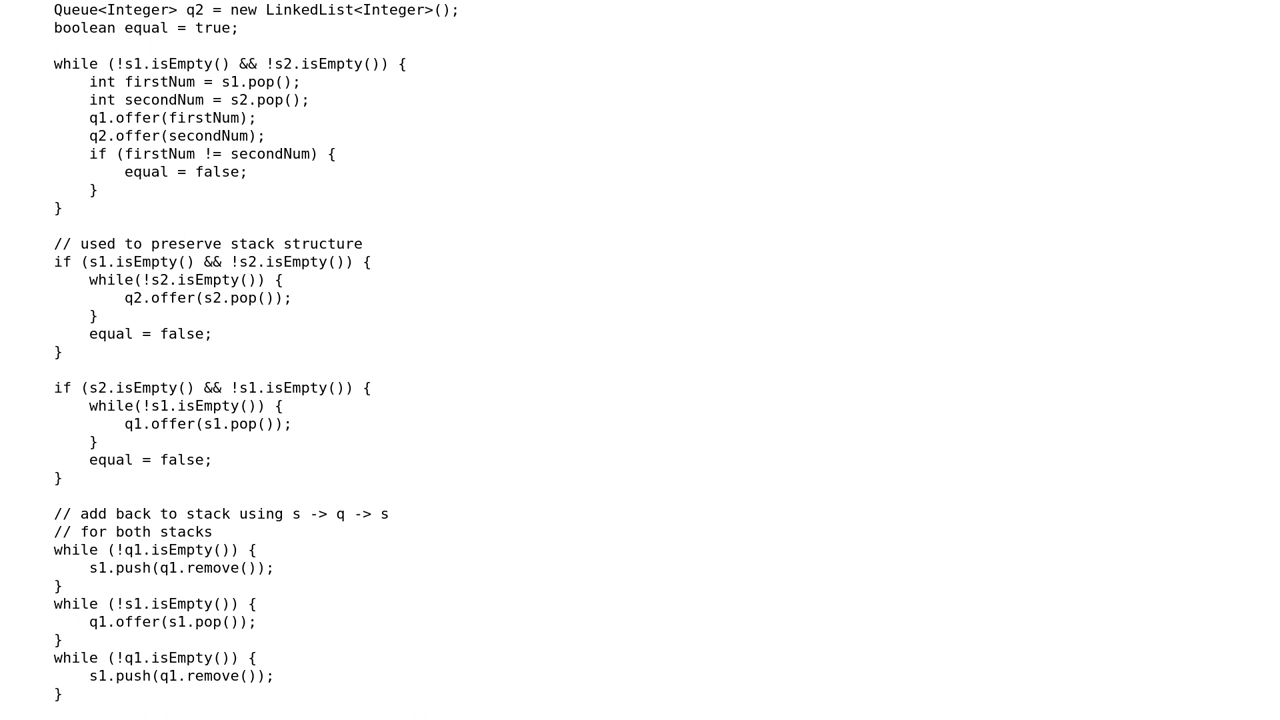 Queue<Integer> q2 = new LinkedList<Integer>();
boolean equal = true;
while (!s1.isEmpty() && !s2.isEmpty()) {
int firstNum = s1.pop();
int secondNum = s2.pop();
q1.offer(firstNum);
q2.offer(secondNum);
if (firstNum != secondNum) {
equal = false;
}
}
// used to preserve stack structure
if (s1.isEmpty() && !s2.isEmpty()) {
while(!s2.isEmpty()) {
q2.offer(s2.pop());
}
equal = false;
}
if (s2.isEmpty() && !s1.isEmpty()) {
while(!s1.isEmpty()) {
q1.offer(s1.pop());
}
equal = false;
}
// add back to stack using s -> q -> s
// for both stacks
while (!q1.isEmpty()) {
s1.push(q1.remove());
}
while (!s1.isEmpty()) {
q1.offer(s1.pop());
}
while (!q1.isEmpty()) {
s1.push(q1.remove());
}